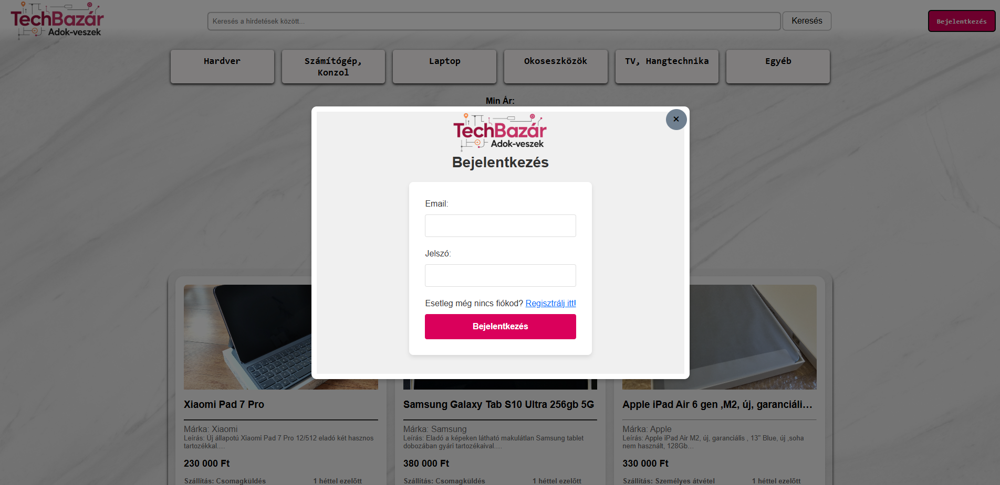 TechBazár
Adok-veszek
Keresés a hirdetések között...
Keresés
Bejelentkezés
Hardver
Számítógép,
Konzol
Laptop
Okoseszközök
TV, Hangtechnika
Egyéb
Min Ár:
×
TechBazár
Adok-veszek
Bejelentkezés
Email:
Jelszó:
Esetleg még nincs fiókod? Regisztrálj itt!
Bejelentkezés
Xiaomi Pad 7 Pro
Márka: Xiaomi
Leírás: Új állapotú Xiaomi Pad 7 Pro 12/512 eladó két hasznos
tartozékkal....
230 000 Ft
Szállítás: Csomagküldés
1 héttel ezelőtt
Samsung Galaxy Tab S10 Ultra 256gb 5G
Márka: Samsung
Leírás: Eladó a képeken látható makulátlan Samsung tablet
dobozában gyári tartozékaival....
380 000 Ft
Szállítás: Csomagküldés
1 héttel ezelőtt
Apple iPad Air 6 gen ,M2, új, garanciáli...
Márka: Apple
Leírás: Apple iPad Air M2, új, garanciális , 13" Blue, új ,soha
nem használt, 128Gb...
330 000 Ft
Szállítás: Személyes átvétel
1 héttel ezelőtt